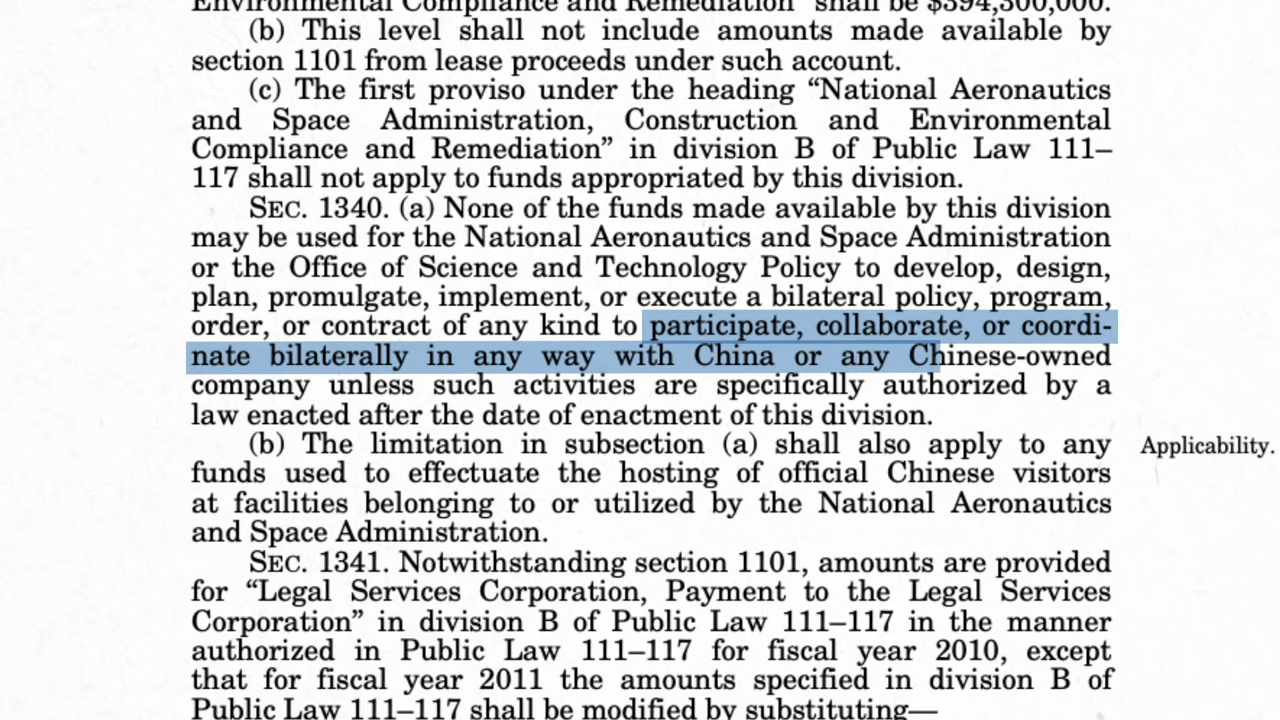 Environmental Compliance and Remediation” shall be $394,300,000.
(b) This level shall not include amounts made available by
section 1101 from lease proceeds under such account.
(c) The first proviso under the heading “National Aeronautics
and Space Administration, Construction and Environmental
Compliance and Remediation” in division B of Public Law 111–
117 shall not apply to funds appropriated by this division.
SEC. 1340. (a) None of the funds made available by this division
may be used for the National Aeronautics and Space Administration
or the Office of Science and Technology Policy to develop, design,
plan, promulgate, implement, or execute a bilateral policy, program,
order, or contract of any kind to participate, collaborate, or coordi-
nate bilaterally in any way with China or any Chinese-owned
company unless such activities are specifically authorized by a
law enacted after the date of enactment of this division.
(b) The limitation in subsection (a) shall also apply to any
Applicability.
funds used to effectuate the hosting of official Chinese visitors
at facilities belonging to or utilized by the National Aeronautics
and Space Administration.
SEC. 1341. Notwithstanding section 1101, amounts are provided
for “Legal Services Corporation, Payment to the Legal Services
Corporation” in division B of Public Law 111–117 in the manner
authorized in Public Law 111–117 for fiscal year 2010, except
that for fiscal year 2011 the amounts specified in division B of
Public Law 111–117 shall be modified by substituting—